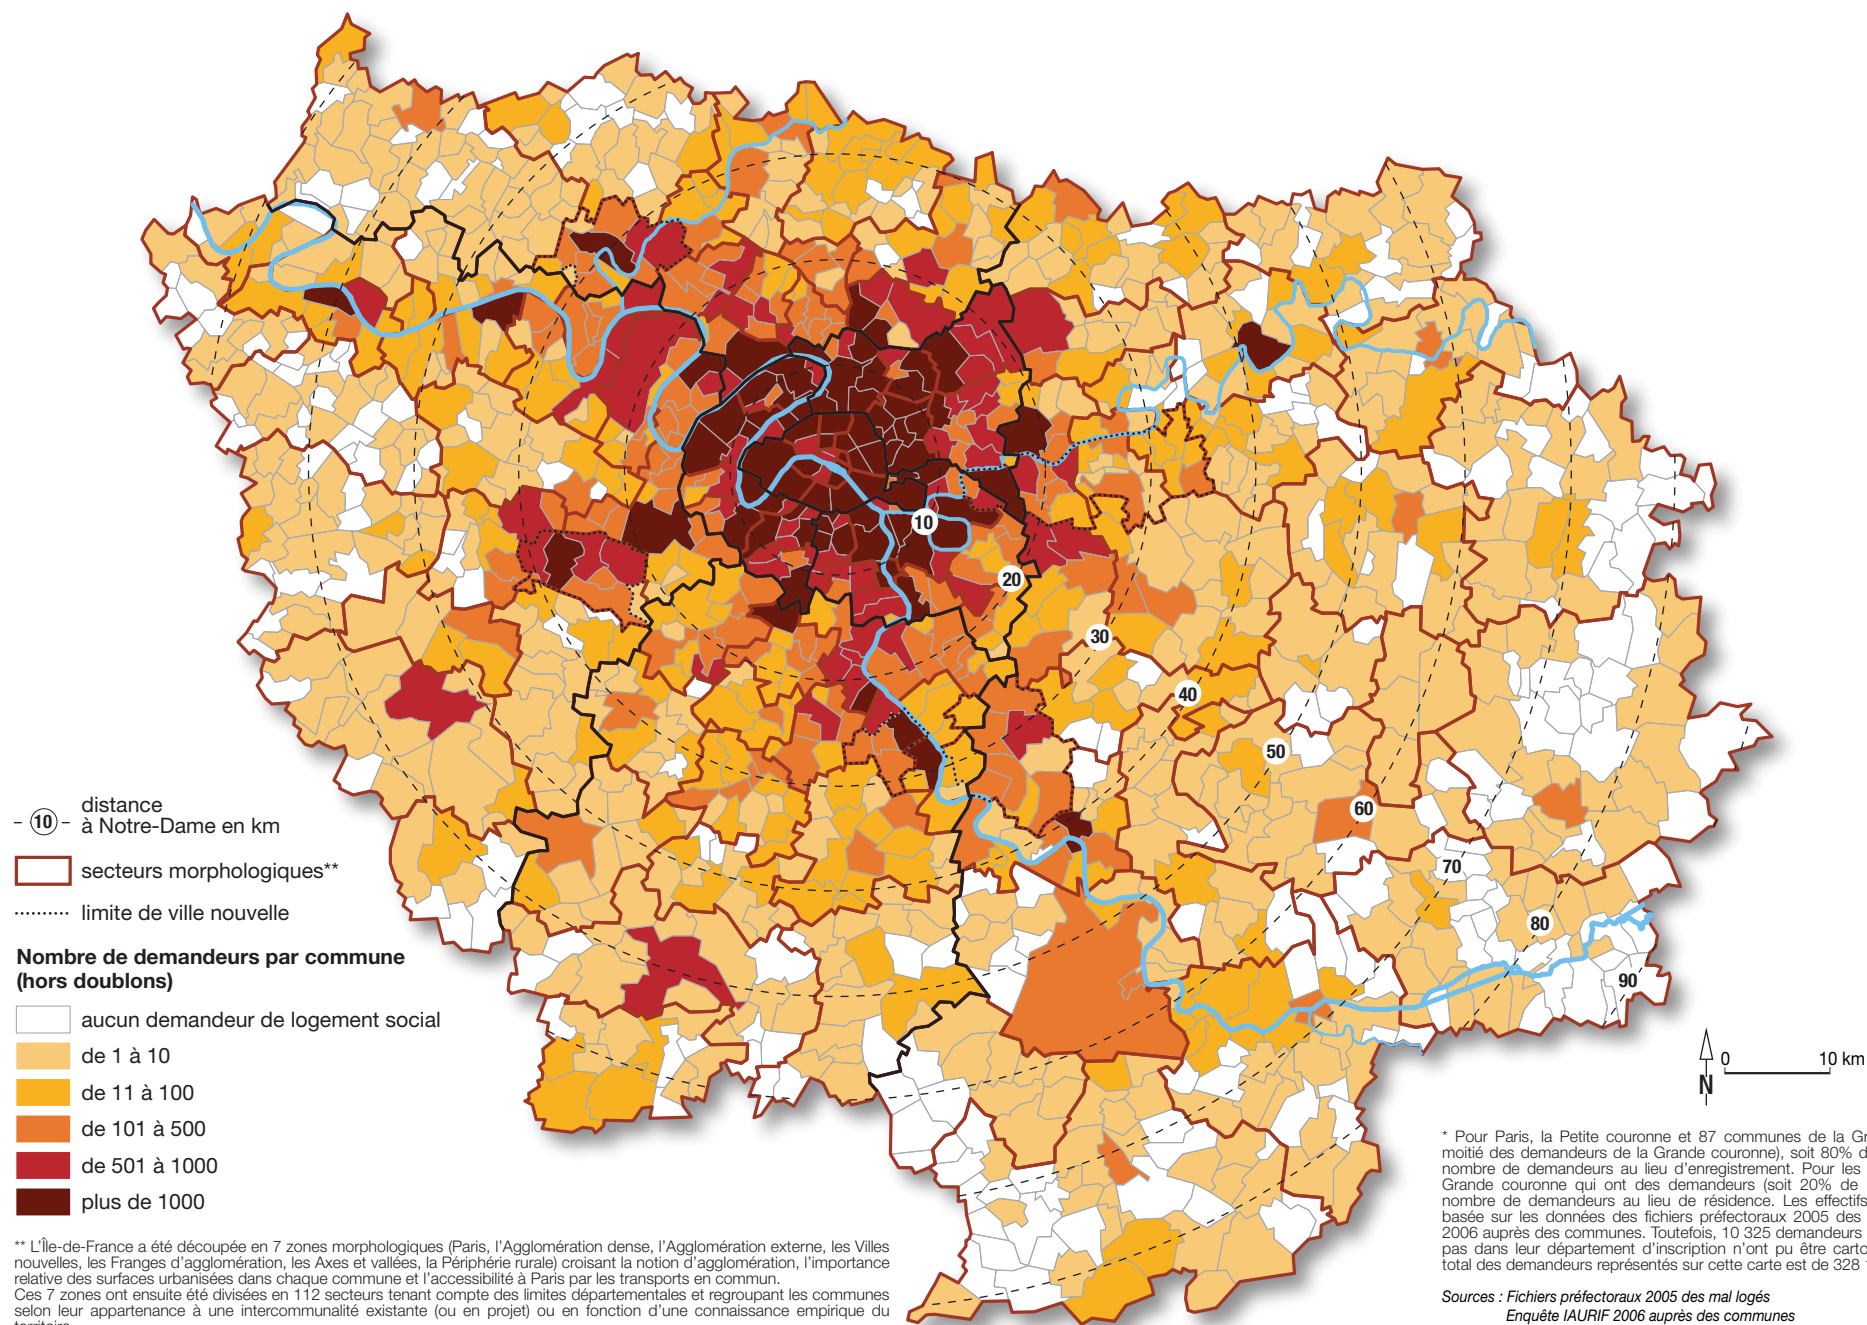 10
20
30
40
50
60
70
80
90
- 10 - distance
à Notre-Dame en km
secteurs morphologiques**
limite de ville nouvelle
Nombre de demandeurs par commune
(hors doublons)
aucun demandeur de logement social
de 1 à 10
de 11 à 100
de 101 à 500
de 501 à 1000
plus de 1000
** L'Île-de-France a été découpée en 7 zones morphologiques (Paris, l'Agglomération dense, l'Agglomération externe, les Villes
nouvelles, les Franges d'agglomération, les Axes et vallées, la Périphérie rurale) croisant la notion d'agglomération, l'importance
relative des surfaces urbanisées dans chaque commune et l'accessibilité à Paris par les transports en commun.
Ces 7 zones ont ensuite été divisées en 112 secteurs tenant compte des limites départementales et regroupant les communes
selon leur appartenance à une intercommunalité existante (ou en projet) ou en fonction d'une connaissance empirique du
0 10 km
N
* Pour Paris, la Petite couronne et 87 communes de la
moitié des demandeurs de la Grande couronne), soit 80%
nombre de demandeurs au lieu d'enregistrement. Pour les
Grande couronne qui ont des demandeurs (soit 20% de
nombre de demandeurs au lieu de résidence. Les effectifs
basée sur les données des fichiers préfectoraux 2005 des
2006 auprès des communes. Toutefois, 10 325 demandeurs
pas dans leur département d'inscription n'ont pu être
total des demandeurs représentés sur cette carte est de 328
Sources : Fichiers préfectoraux 2005 des mal logés
Enquête IAURIF 2006 auprès des communes